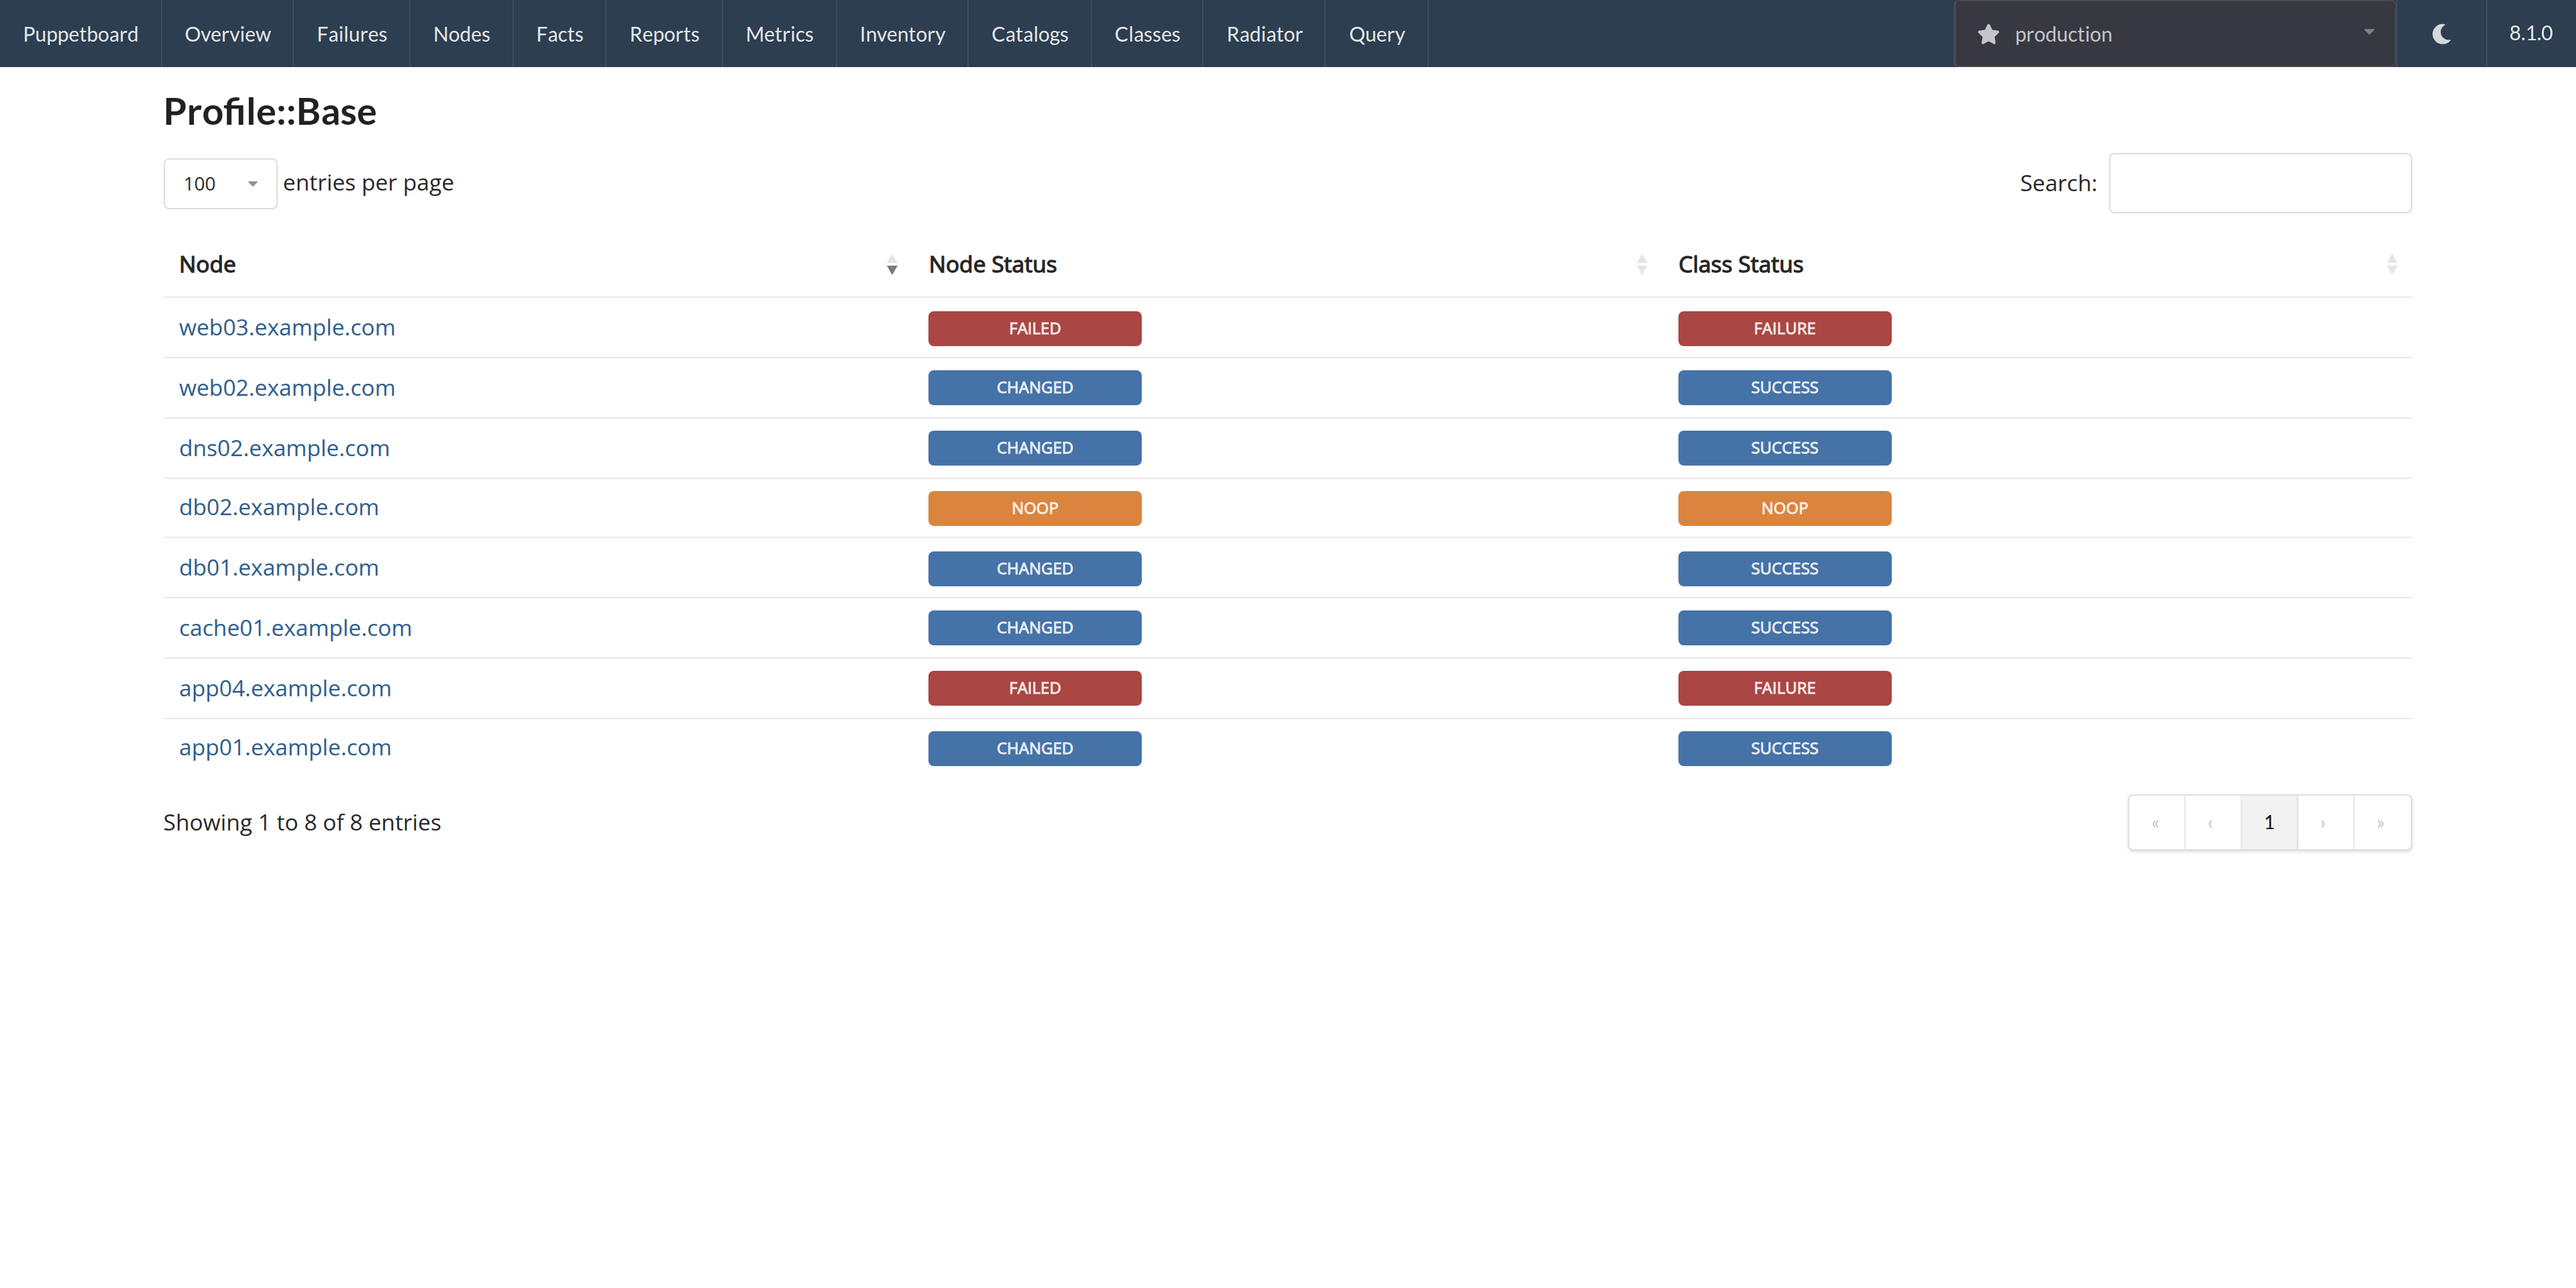 Puppetboard Overview Failures Nodes Facts Reports Metrics Inventory Catalogs Classes Radiator Query production 8.1.0
Profile::Base
100 entries per page Search:
Node Node Status Class Status
web03.example.com FAILED FAILURE
web02.example.com CHANGED SUCCESS
dns02.example.com CHANGED SUCCESS
db02.example.com NOOP NOOP
db01.example.com CHANGED SUCCESS
cache01.example.com CHANGED SUCCESS
app04.example.com FAILED FAILURE
app01.example.com CHANGED SUCCESS
Showing 1 to 8 of 8 entries « ‹ 1 › »